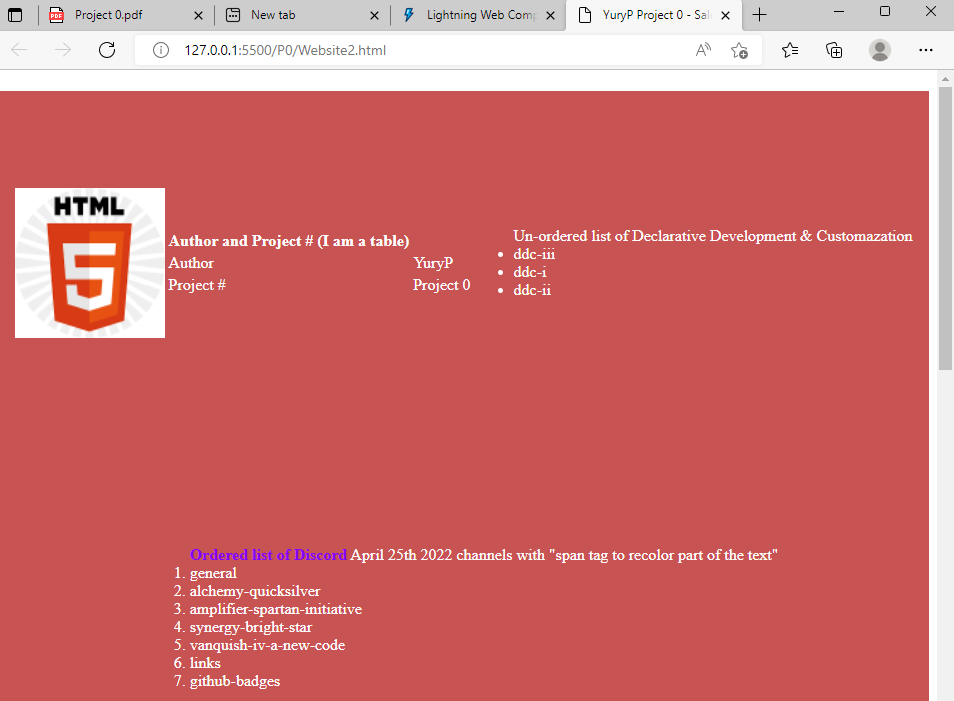 Project 0.pdf
New tab
Lightning Web Comp
YuryP Project 0 - Sal
127.0.0.1:5500/P0/Website2.html
PDF
HTML
5
Author and Project # (I am a table)
Author YuryP
Project # Project 0
Un-ordered list of Declarative Development & Customazation
ddc-iii
ddc-i
ddc-ii
Ordered list of Discord April 25th 2022 channels with "span tag to recolor part of the text"
1. general
2. alchemy-quicksilver
3. amplifier-spartan-initiative
4. synergy-bright-star
5. vanquish-iv-a-new-code
6. links
7. github-badges